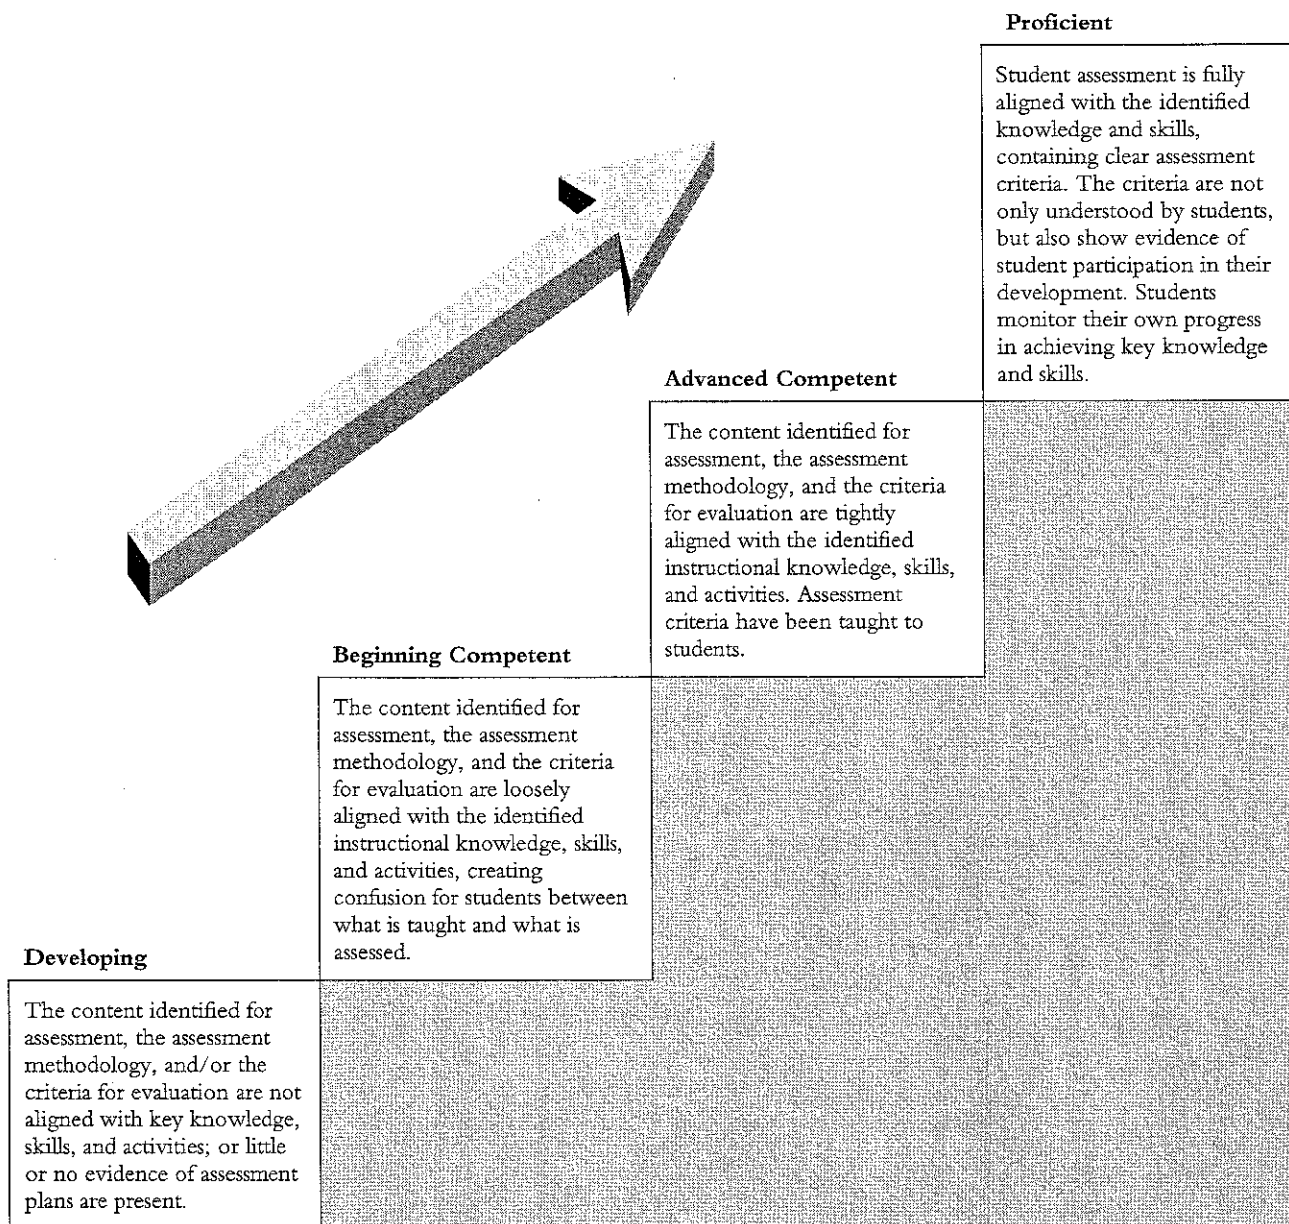 Proficient
Student assessment is fully
aligned with the identified
knowledge and skills,
containing clear assessment
criteria. The criteria are not
only understood by students,
but also show evidence of
student participation in their
development. Students
monitor their own progress
in achieving key knowledge
and skills.
Advanced Competent
The content identified for
assessment, the assessment
methodology, and the criteria
for evaluation are tightly
aligned with the identified
instructional knowledge, skills,
and activities. Assessment
criteria have been taught to
students.
Beginning Competent
The content identified for
assessment, the assessment
methodology, and the criteria
for evaluation are loosely
aligned with the identified
instructional knowledge, skills,
and activities, creating
confusion for students between
what is taught and what is
assessed.
Developing
The content identified for
assessment, the assessment
methodology, and/or the
criteria for evaluation are not
aligned with key knowledge,
skills, and activities; or little
or no evidence of assessment
plans are present.